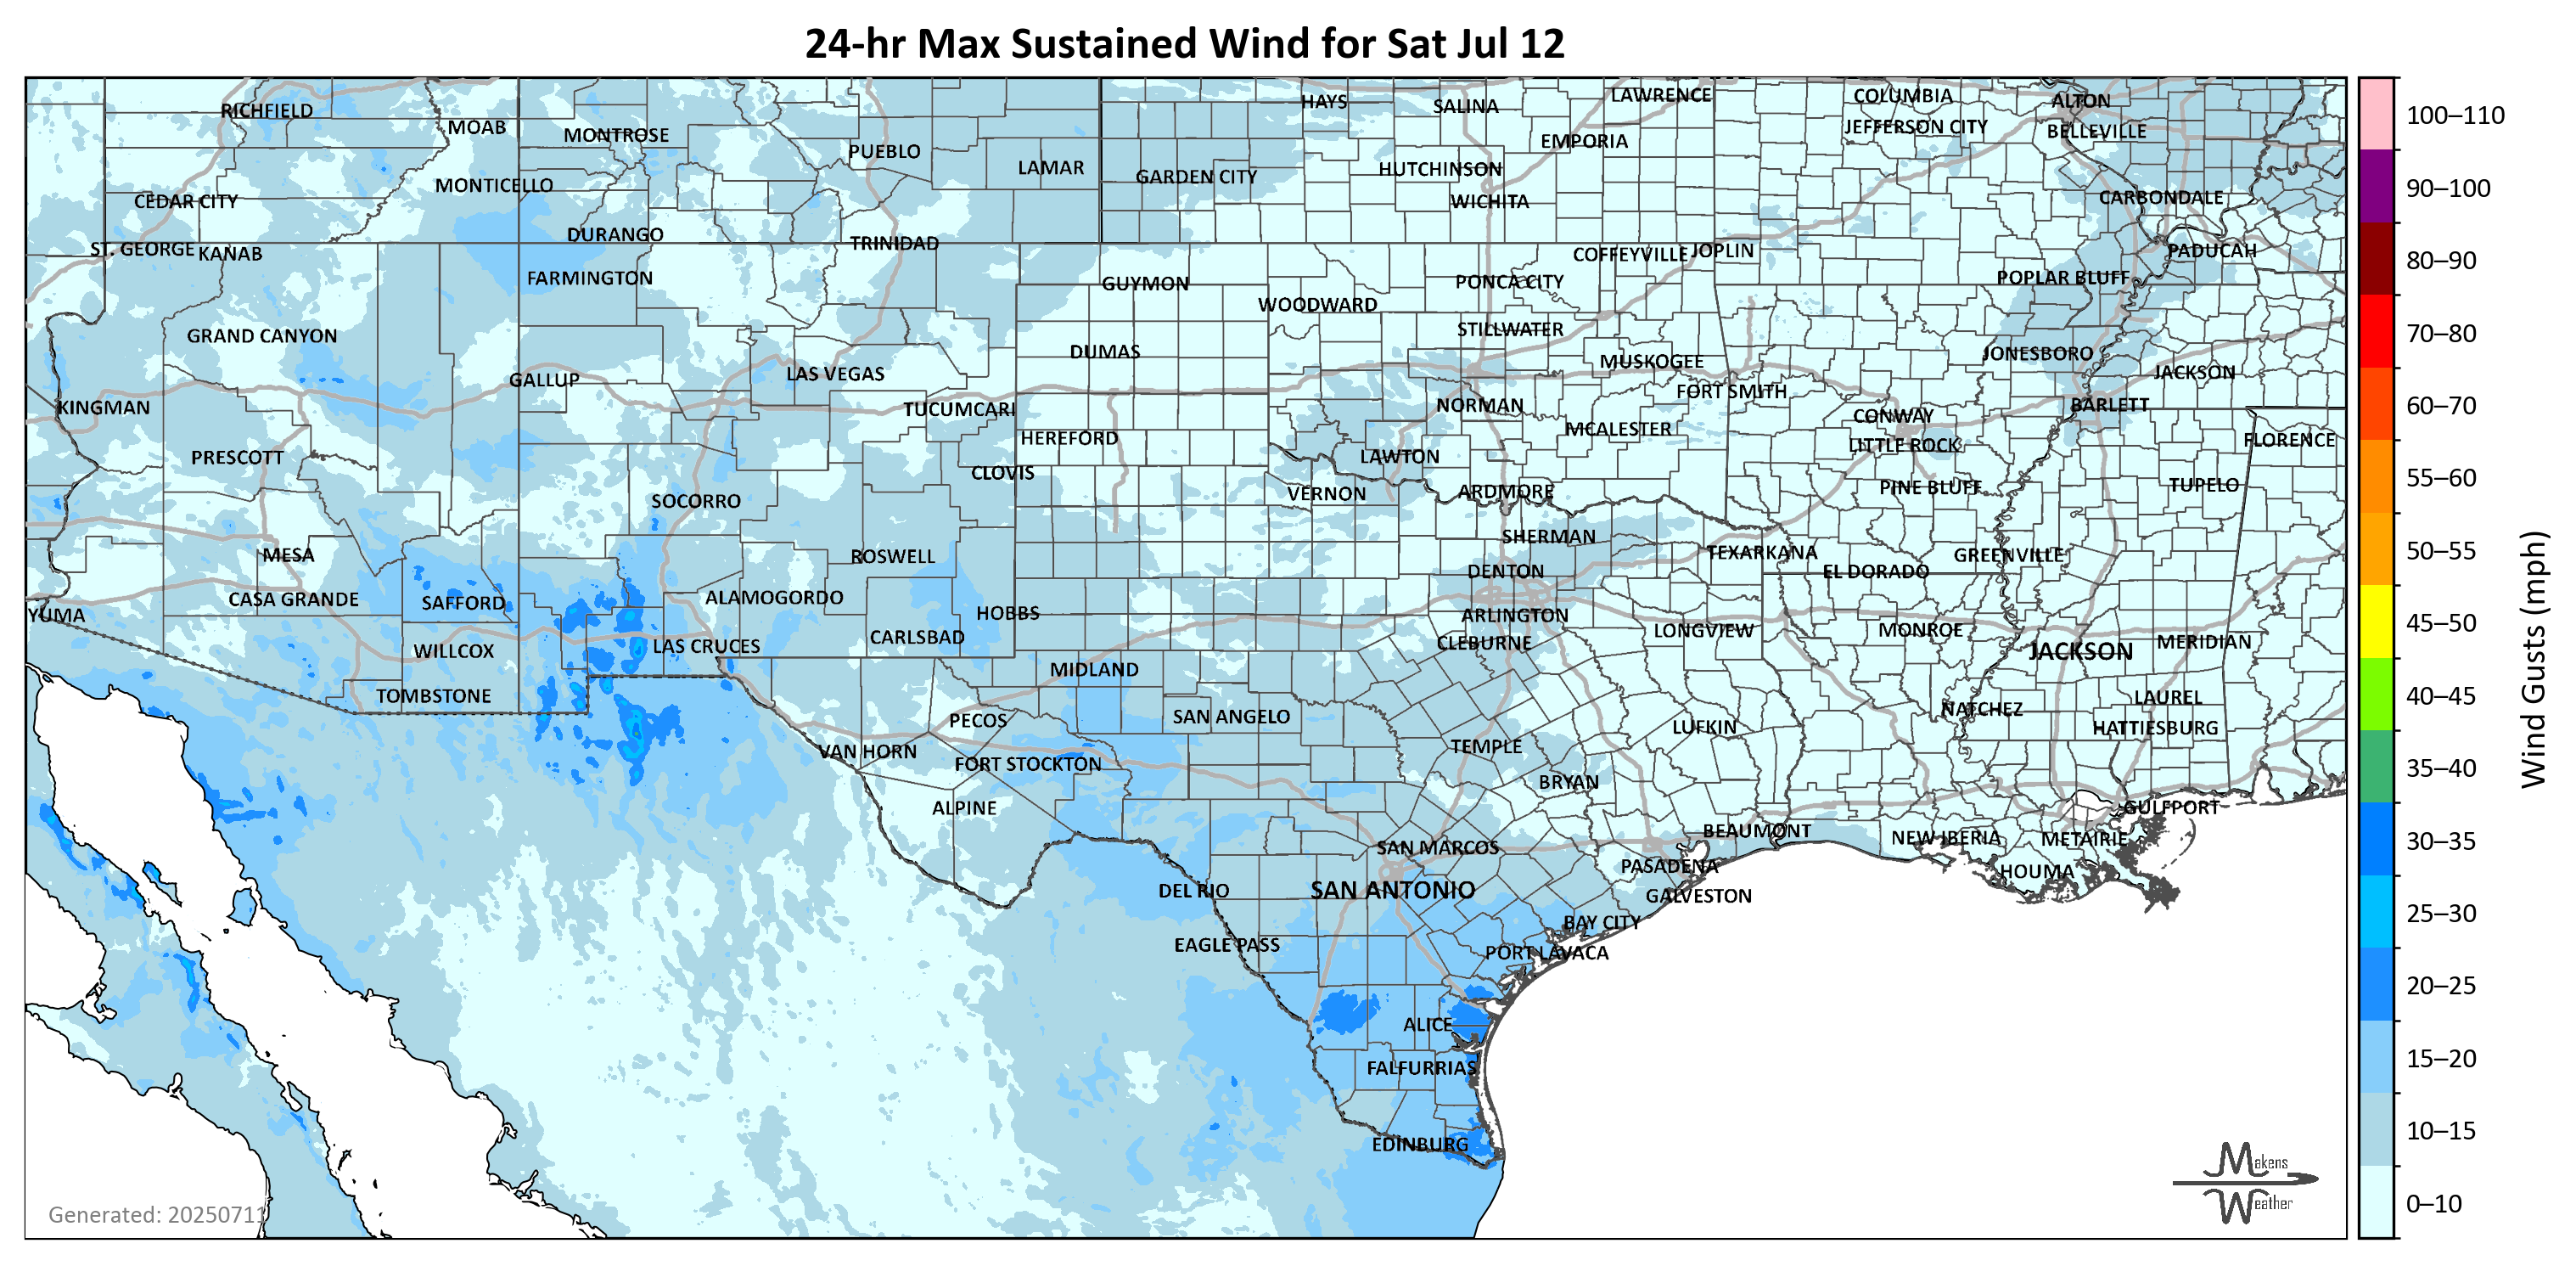 24-hr Max Sustained Wind for Sat Jul 12
RICHFIELD
MOAB
MONTROSE
PUEBLO
LAMAR
HAYS
SALINA
LAWRENCE
COLUMBIA
ALTON
EMPORIA
JEFFERSON CITY
BELLEVILLE
GARDEN CITY
HUTCHINSON
MONTICELLO
CEDAR CITY
WICHITA
CARBONDALE
DURANGO
TRINIDAD
ST. GEORGE
KANAB
COFFEYVILLE
JOPLIN
PADUCAH
FARMINGTON
GUYMON
PONCA CITY
POPLAR BLUFF
WOODWARD
GRAND CANYON
STILLWATER
DUMAS
MUSKOGEE
JONESBORO
GALLUP
LAS VEGAS
FORT SMITH
JACKSON
KINGMAN
TUCUMCARI
NORMAN
CONWAY
BARLETT
HEREFORD
MCALESTER
LITTLE ROCK
FLORENCE
PRESCOTT
CLOVIS
LAWTON
SOCORRO
VERNON
ARDMORE
PINE BLUFF
TUPELO
SHERMAN
MESA
ROSWELL
TEXARKANA
GREENVILLE
DENTON
EL DORADO
CASA GRANDE
SAFFORD
ALAMOGORDO
HOBBS
YUMA
ARLINGTON
CARLSBAD
CLEBURNE
LONGVIEW
MONROE
MERIDIAN
WILLCOX
LAS CRUCES
JACKSON
MIDLAND
TOMBSTONE
LAUREL
PECOS
SAN ANGELO
NATCHEZ
LUFKIN
HATTIESBURG
VAN HORN
FORT STOCKTON
TEMPLE
BRYAN
ALPINE
GULFPORT
SAN MARCOS
BEAUMONT
NEW IBERIA
METAIRIE
PASADENA
HOUMA
DEL RIO
SAN ANTONIO
GALVESTON
BAY CITY
EAGLE PASS
PORT LAVACA
ALICE
FALFURRIAS
EDINBURG
Generated: 20250711
Makens
Weather
100–110
90–100
80–90
70–80
60–70
55–60
50–55
45–50
40–45
35–40
30–35
25–30
20–25
15–20
10–15
0–10
Wind Gusts (mph)